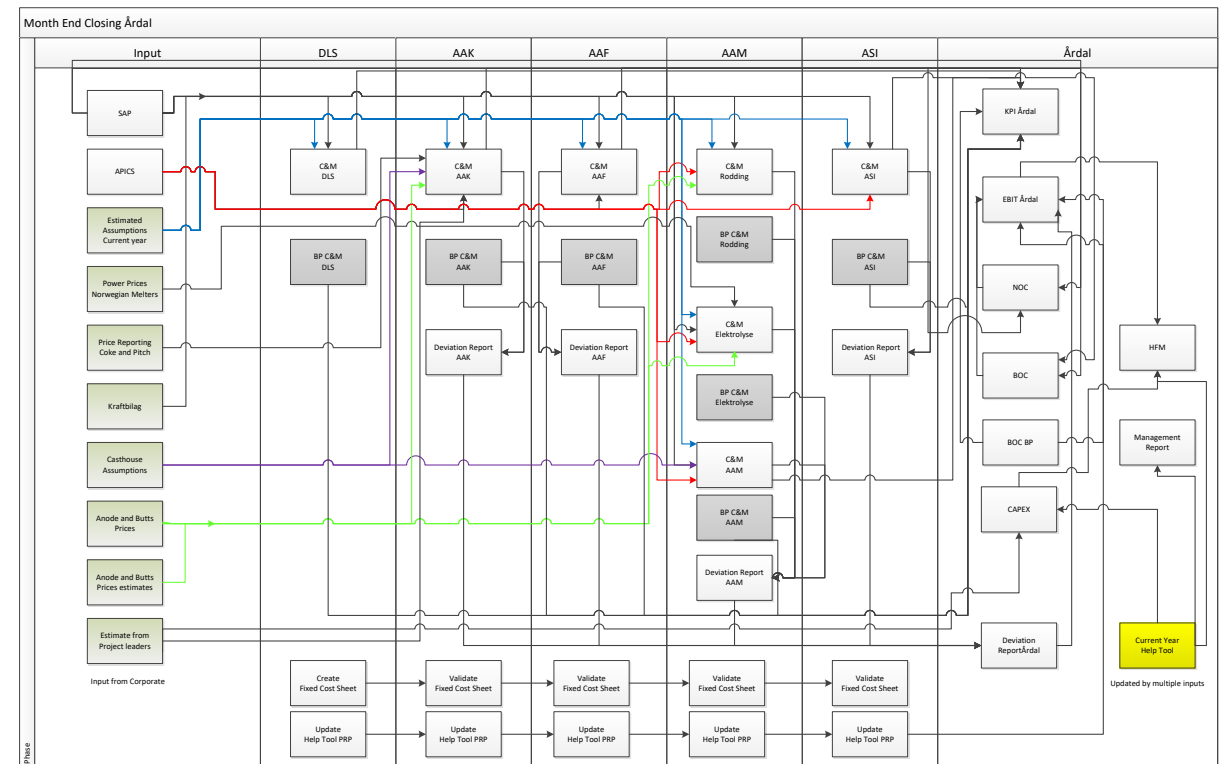 Month End Closing Årdal
Input
DLS
AAK
AAF
AAM
ASI
Årdal
SAP
APICS
Estimated
Assumptions
Current year
Power Prices
Norwegian Melters
Price Reporting
Coke and Pitch
Kraftbilag
Casthouse
Assumptions
Anode and Butts
Prices
Anode and Butts
Prices estimates
Estimate from
Project leaders
Input from Corporate
C&M
DLS
BP C&M
DLS
Create
Fixed Cost Sheet
Update
Help Tool PRP
C&M
AAK
BP C&M
AAK
Deviation Report
AAK
Validate
Fixed Cost Sheet
Update
Help Tool PRP
C&M
AAF
BP C&M
AAF
Deviation Report
AAF
Validate
Fixed Cost Sheet
Update
Help Tool PRP
C&M
Rodding
BP C&M
Rodding
C&M
Elektrolyse
BP C&M
Elektrolyse
C&M
AAM
BP C&M
AAM
Deviation Report
AAM
Validate
Fixed Cost Sheet
Update
Help Tool PRP
C&M
ASI
BP C&M
ASI
Deviation Report
ASI
Validate
Fixed Cost Sheet
Update
Help Tool PRP
KPI Årdal
EBIT Årdal
NOC
BOC
BOC BP
CAPEX
Deviation
ReportÅrdal
HFM
Management
Report
Current Year
Help Tool
Updated by multiple inputs
Phase